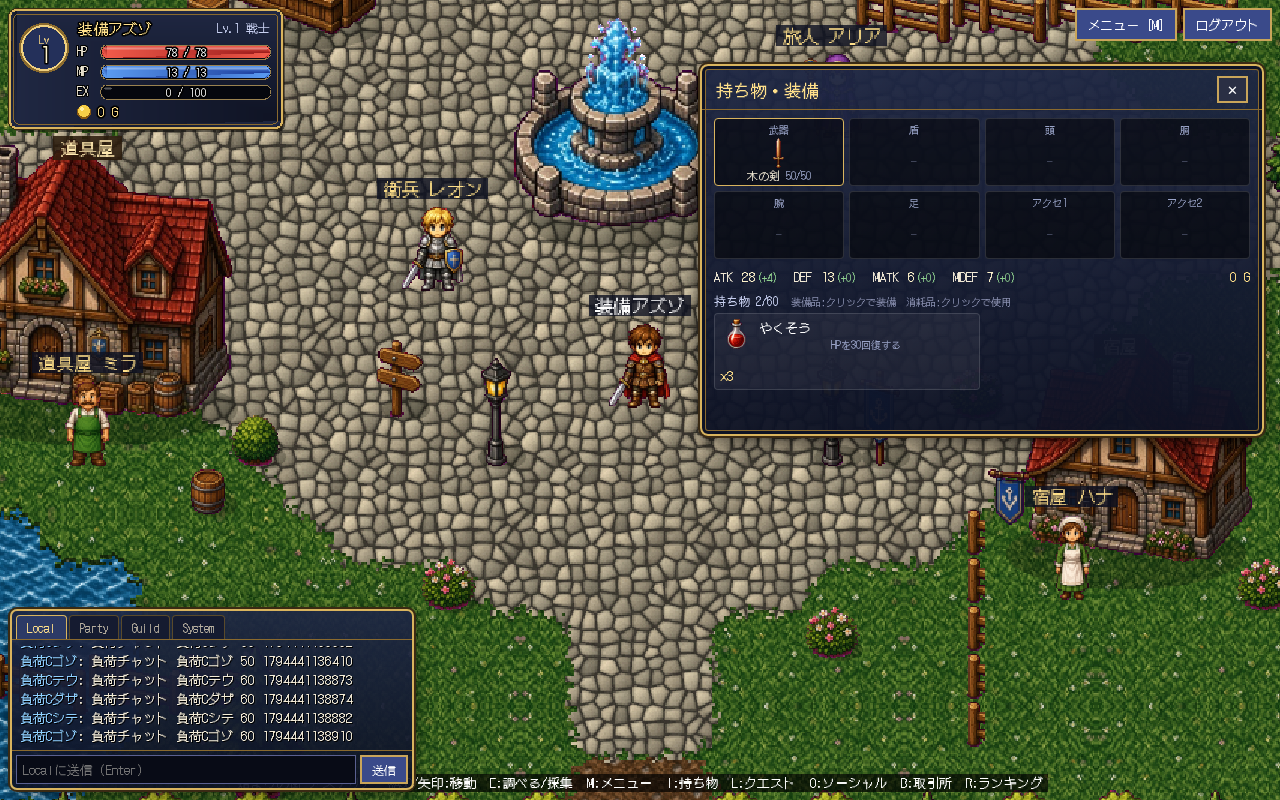 Lv
1
装備アズゾ Lv.1 戦士
HP 78 / 78
MP 13 / 13
EX 0 / 100
0 G
道具屋
衛兵 レオン
旅人 アリア
メニュー [M] ログアウト
持ち物・装備 ×
武器 盾 頭 胴
木の剣 50/50 – – –
腕 足 アクセ1 アクセ2
– – – –
ATK 28 (+4) DEF 13 (+0) MATK 6 (+0) MDEF 7 (+0) 0 G
持ち物 2/60 装備品:クリックで装備 消耗品:クリックで使用
やくそう
HPを30回復する
x3
装備アズゾ
道具屋 ミラ
宿屋
宿屋 ハナ
Local Party Guild System
負荷Cゴゾ: 負荷チャット 負荷Cゴゾ 50 1794441136410
負荷Cテウ: 負荷チャット 負荷Cテウ 60 1794441138873
負荷Cダザ: 負荷チャット 負荷Cダザ 60 1794441138874
負荷Cシテ: 負荷チャット 負荷Cシテ 60 1794441138882
負荷Cゴゾ: 負荷チャット 負荷Cゴゾ 60 1794441138910
Localに送信 (Enter) 送信
矢印:移動 E:調べる/採集 M:メニュー I:持ち物 L:クエスト O:ソーシャル B:取引所 R:ランキング